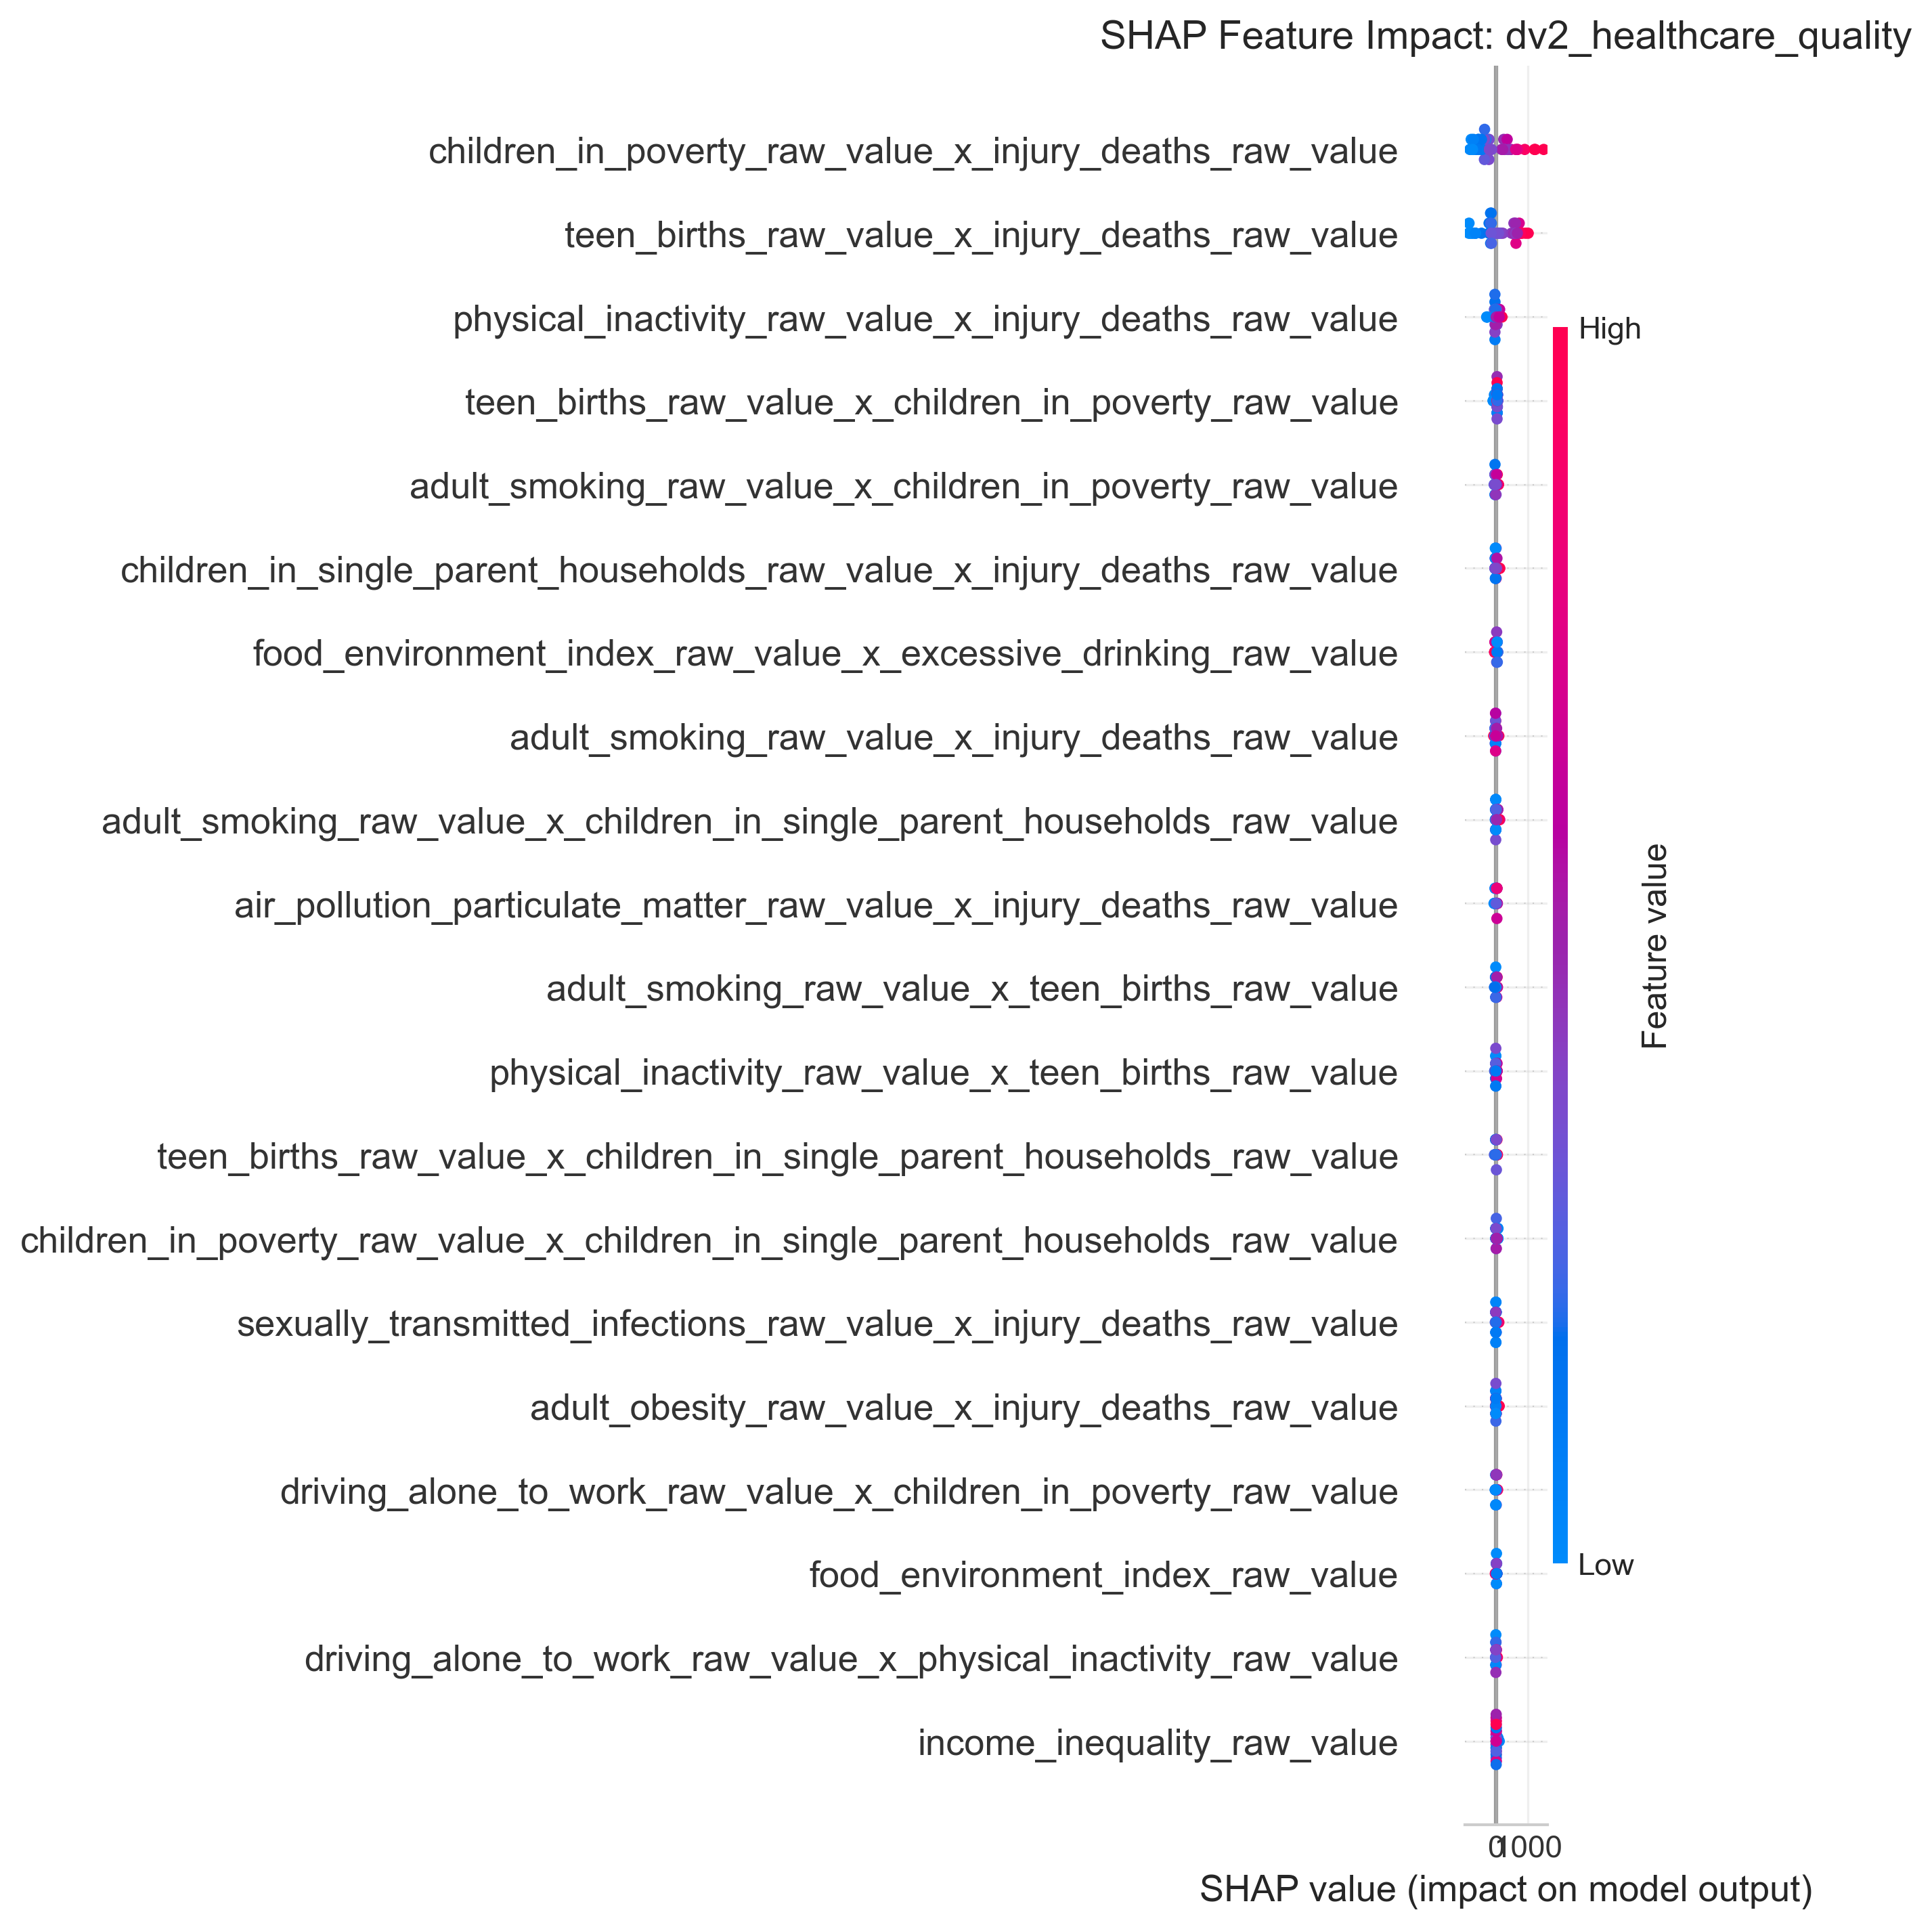 SHAP Feature Impact: dv2_healthcare_quality
children_in_poverty_raw_value_x_injury_deaths_raw_value
teen_births_raw_value_x_injury_deaths_raw_value
physical_inactivity_raw_value_x_injury_deaths_raw_value
High
teen_births_raw_value_x_children_in_poverty_raw_value
adult_smoking_raw_value_x_children_in_poverty_raw_value
children_in_single_parent_households_raw_value_x_injury_deaths_raw_value
food_environment_index_raw_value_x_excessive_drinking_raw_value
adult_smoking_raw_value_x_injury_deaths_raw_value
adult_smoking_raw_value_x_children_in_single_parent_households_raw_value
air_pollution_particulate_matter_raw_value_x_injury_deaths_raw_value
Feature value
adult_smoking_raw_value_x_teen_births_raw_value
physical_inactivity_raw_value_x_teen_births_raw_value
teen_births_raw_value_x_children_in_single_parent_households_raw_value
children_in_poverty_raw_value_x_children_in_single_parent_households_raw_value
sexually_transmitted_infections_raw_value_x_injury_deaths_raw_value
adult_obesity_raw_value_x_injury_deaths_raw_value
driving_alone_to_work_raw_value_x_children_in_poverty_raw_value
food_environment_index_raw_value
Low
driving_alone_to_work_raw_value_x_physical_inactivity_raw_value
income_inequality_raw_value
0 1000
SHAP value (impact on model output)